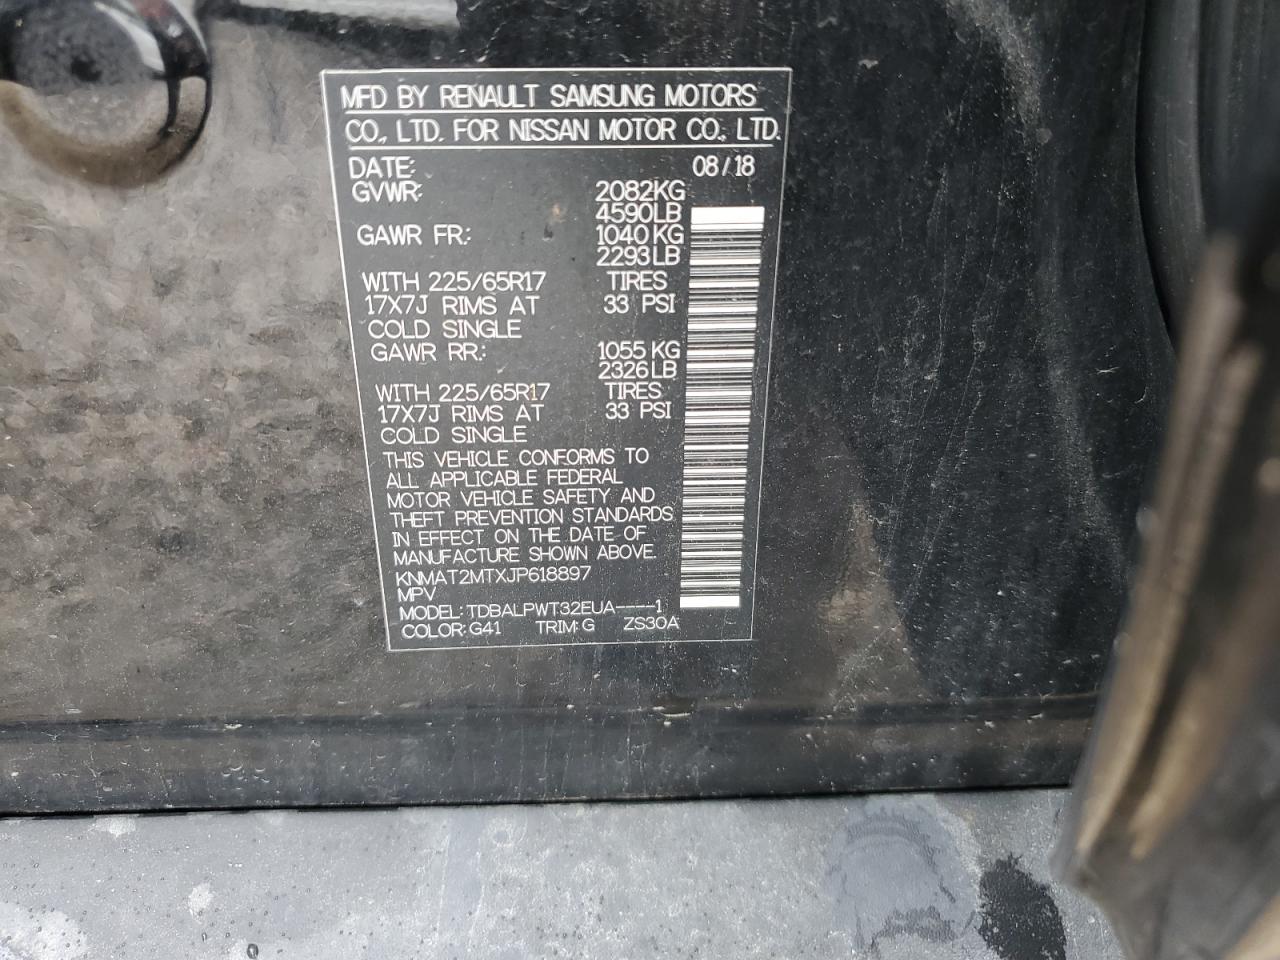 MFD BY RENAULT SAMSUNG MOTORS
CO., LTD. FOR NISSAN MOTOR CO., LTD.
DATE: 08/18
GVWR: 2082KG
4590LB
GAWR FR: 1040 KG
2293LB
WITH 225/65R17 TIRES
17X7J RIMS AT 33 PSI
COLD SINGLE
GAWR RR: 1055 KG
2326LB
WITH 225/65R17 TIRES
17X7J RIMS AT 33 PSI
COLD SINGLE
THIS VEHICLE CONFORMS TO
ALL APPLICABLE FEDERAL
MOTOR VEHICLE SAFETY AND
THEFT PREVENTION STANDARDS
IN EFFECT ON THE DATE OF
MANUFACTURE SHOWN ABOVE.
KNMAT2MTXJP618897
MPV
MODEL: TDBALPWT32EUA----1
COLOR: G41 TRIM: G ZS30A